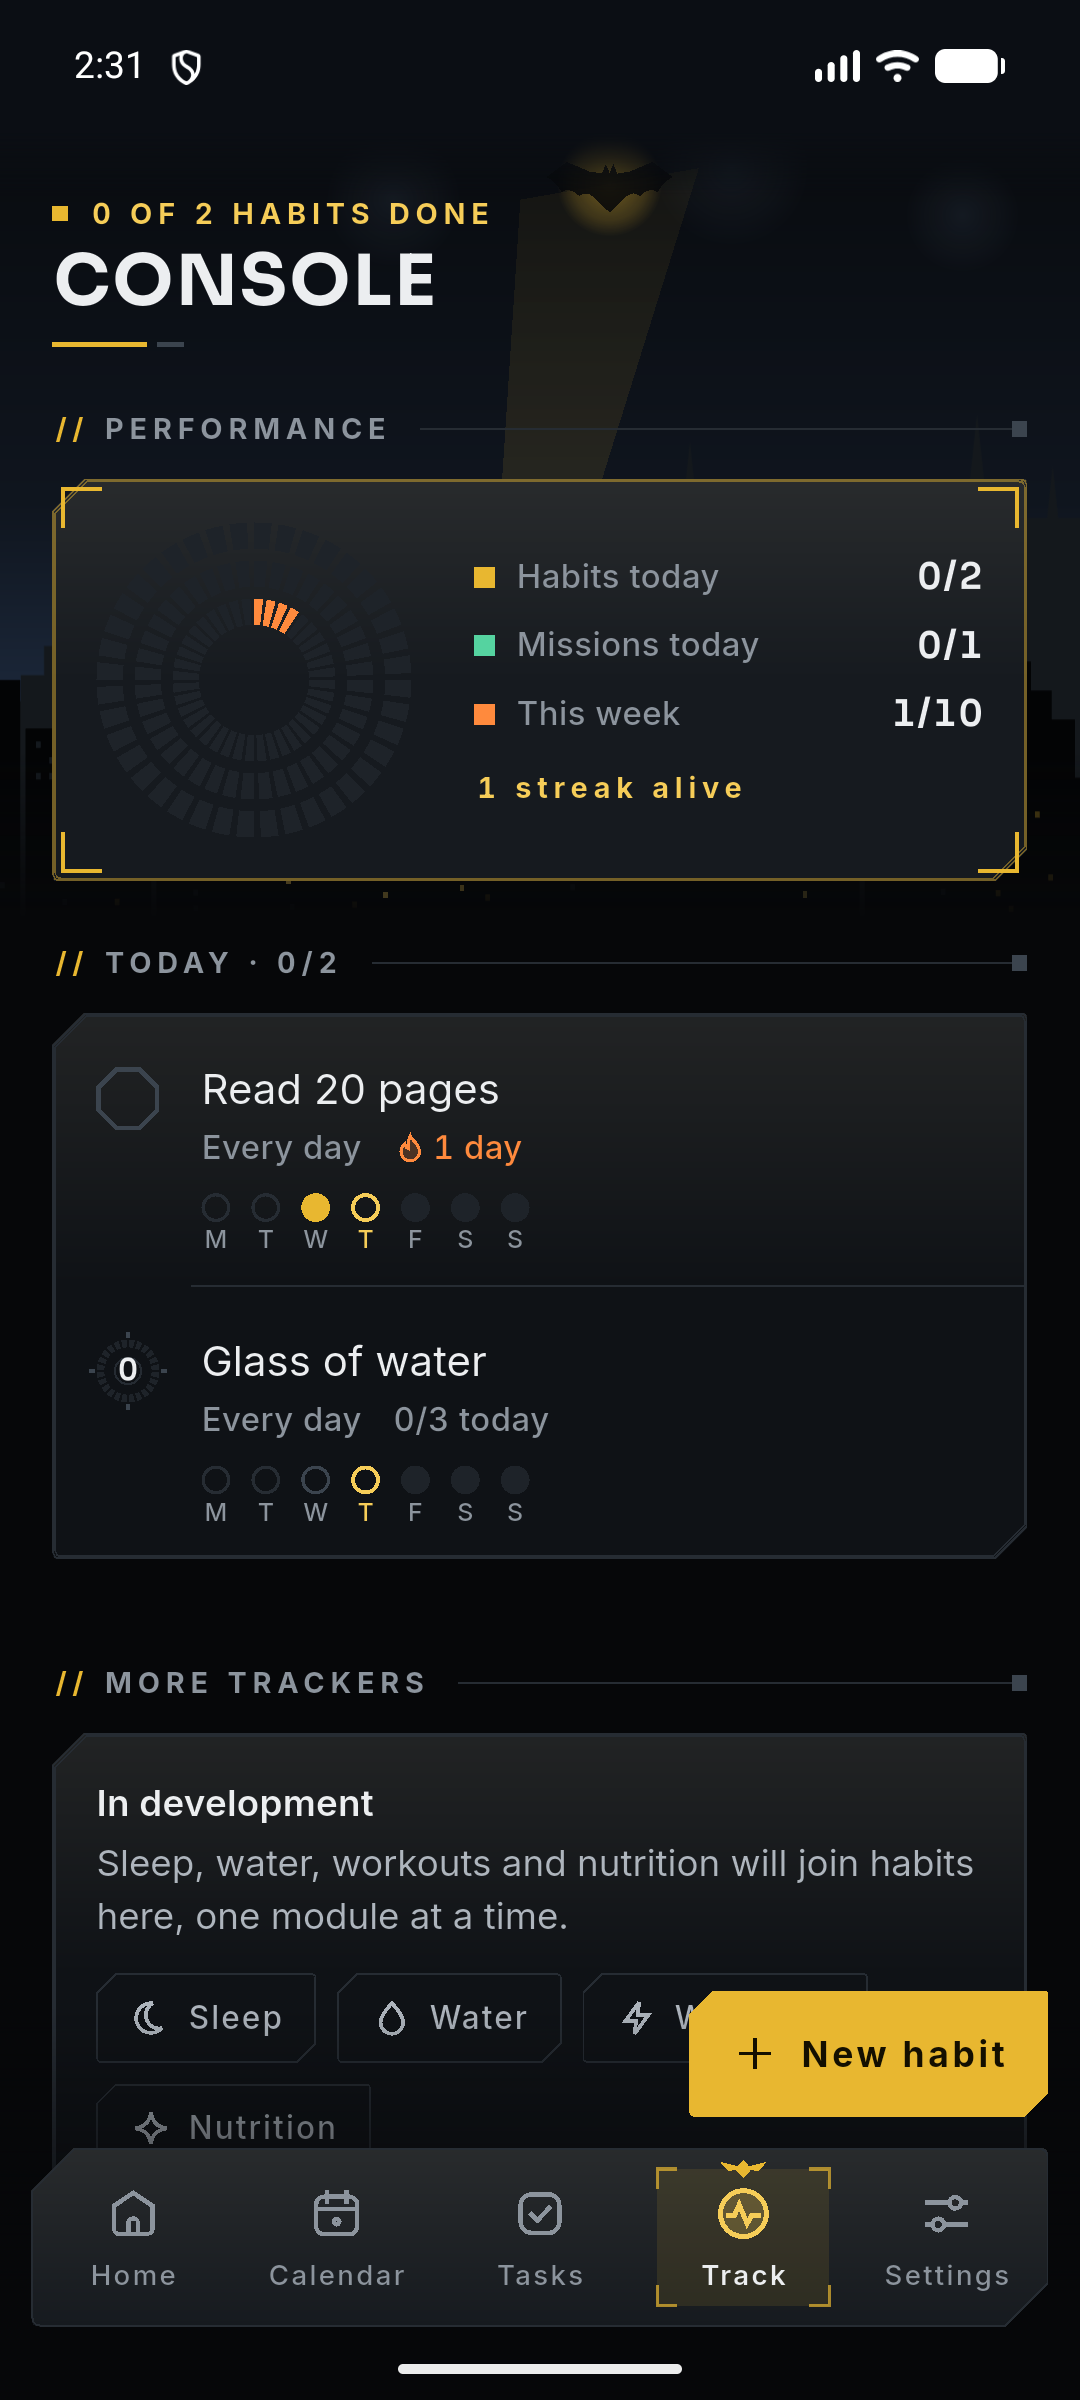 2:31
0 OF 2 HABITS DONE
CONSOLE
// PERFORMANCE
Habits today 0/2
Missions today 0/1
This week 1/10
1 streak alive
// TODAY · 0/2
Read 20 pages
Every day 1 day
M T W T F S S
0
Glass of water
Every day 0/3 today
M T W T F S S
// MORE TRACKERS
In development
Sleep, water, workouts and nutrition will join habits
here, one module at a time.
Sleep Water
+ New habit
Nutrition
Home Calendar Tasks Track Settings